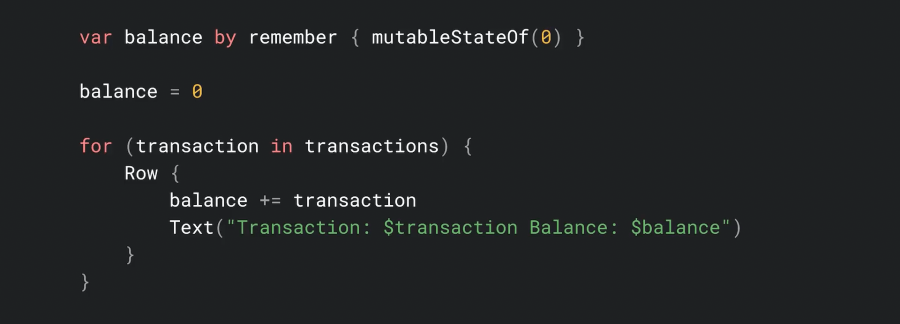 var balance by remember { mutableStateOf(0) }
balance = 0
for (transaction in transactions) {
Row {
balance += transaction
Text("Transaction: $transaction Balance: $balance")
}
}